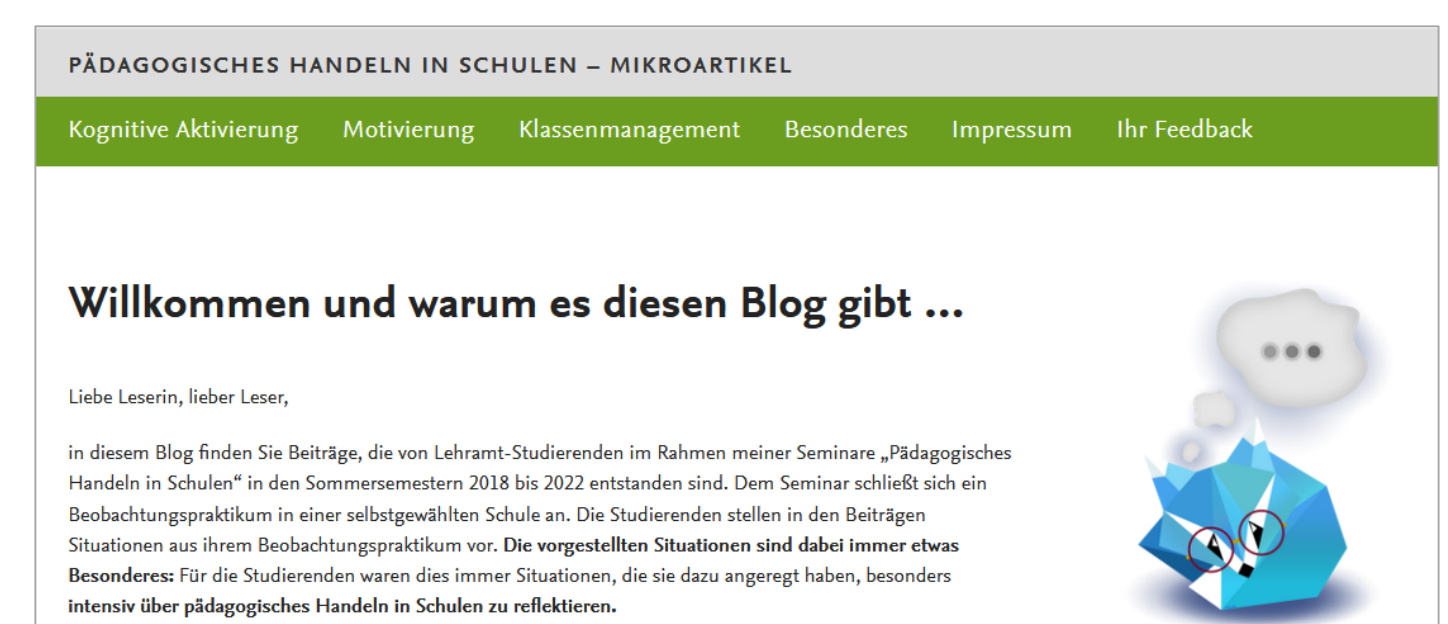 PÄDAGOGISCHES HANDELN IN SCHULEN – MIKROARTIKEL
Kognitive Aktivierung Motivierung Klassenmanagement Besonderes Impressum Ihr Feedback
Willkommen und warum es diesen Blog gibt ...
Liebe Leserin, lieber Leser,
in diesem Blog finden Sie Beiträge, die von Lehramt-Studierenden im Rahmen meiner Seminare „Pädagogisches
Handeln in Schulen“ in den Sommersemestern 2018 bis 2022 entstanden sind. Dem Seminar schließt sich ein
Beobachtungspraktikum in einer selbstgewählten Schule an. Die Studierenden stellen in den Beiträgen
Situationen aus ihrem Beobachtungspraktikum vor. Die vorgestellten Situationen sind dabei immer etwas
Besonderes: Für die Studierenden waren dies immer Situationen, die sie dazu angeregt haben, besonders
intensiv über pädagogisches Handeln in Schulen zu reflektieren.